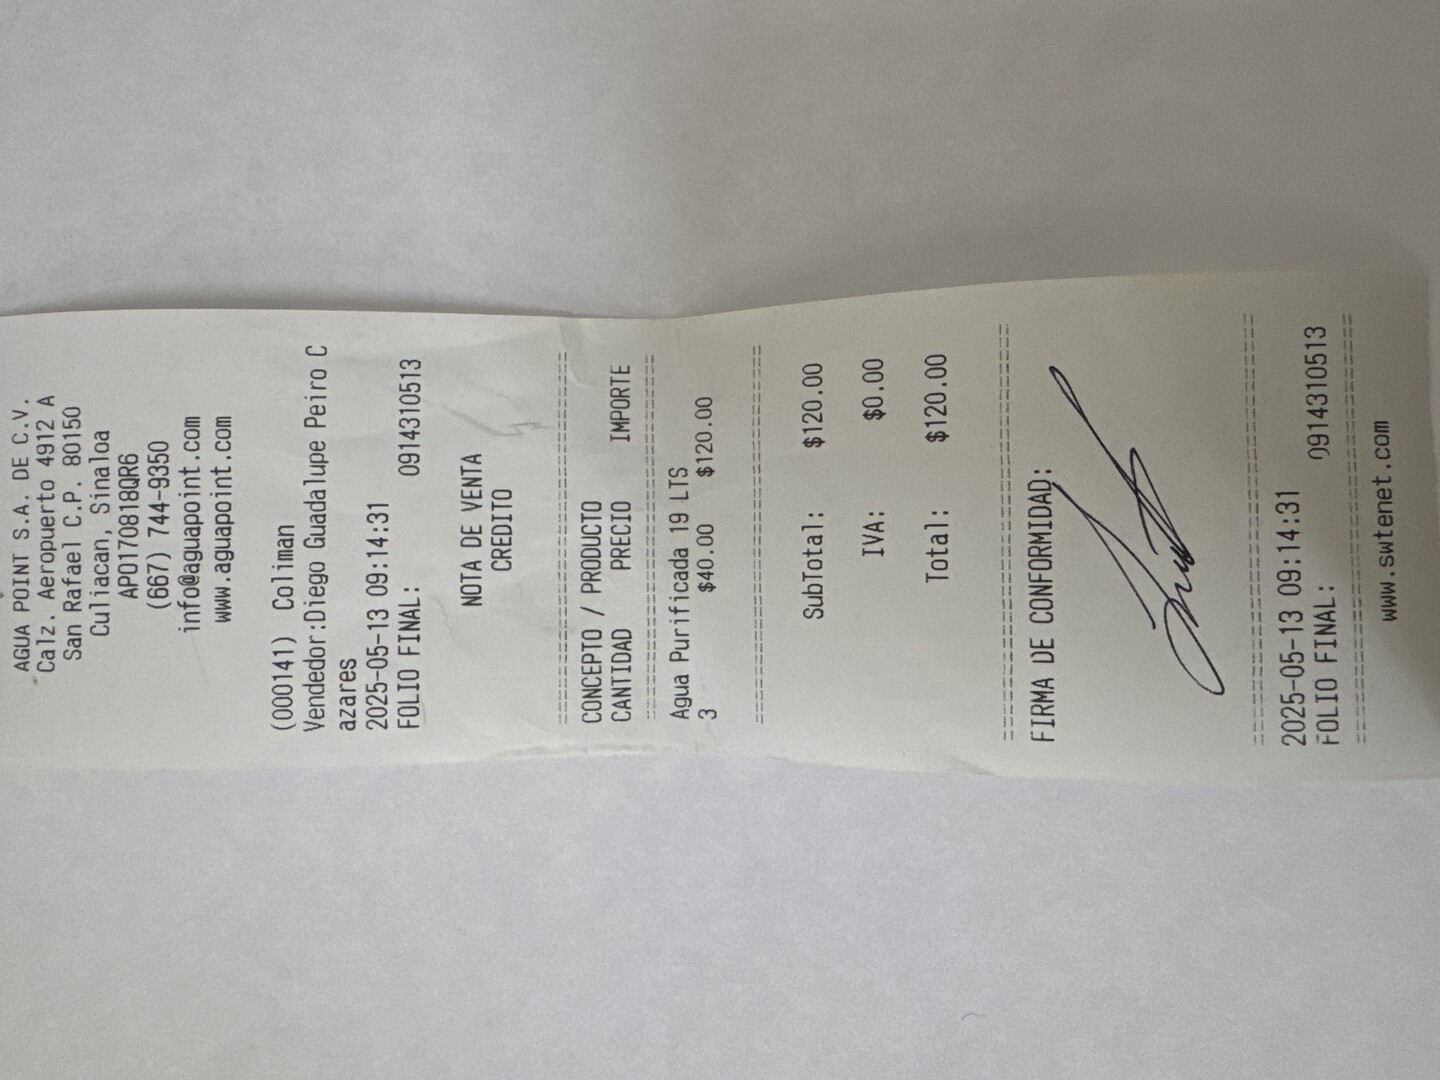 AGUA POINT S.A. DE C.V.
Calz. Aeropuerto 4912 A
San Rafael C.P. 80150
Culiacan, Sinaloa
APO170818QR6
(667) 744-9350
info@aguapoint.com
www.aguapoint.com
(000141) Coliman
Vendedor:Diego Guadalupe Peiro C
azares
2025-05-13 09:14:31
FOLIO FINAL: 0914310513
NOTA DE VENTA
CREDITO
================================
CONCEPTO / PRODUCTO
CANTIDAD PRECIO IMPORTE
================================
Agua Purificada 19 LTS
3 $40.00 $120.00
================================
SubTotal: $120.00
IVA: $0.00
Total: $120.00
================================
FIRMA DE CONFORMIDAD:
================================
2025-05-13 09:14:31
FOLIO FINAL: 0914310513
================================
www.swtenet.com